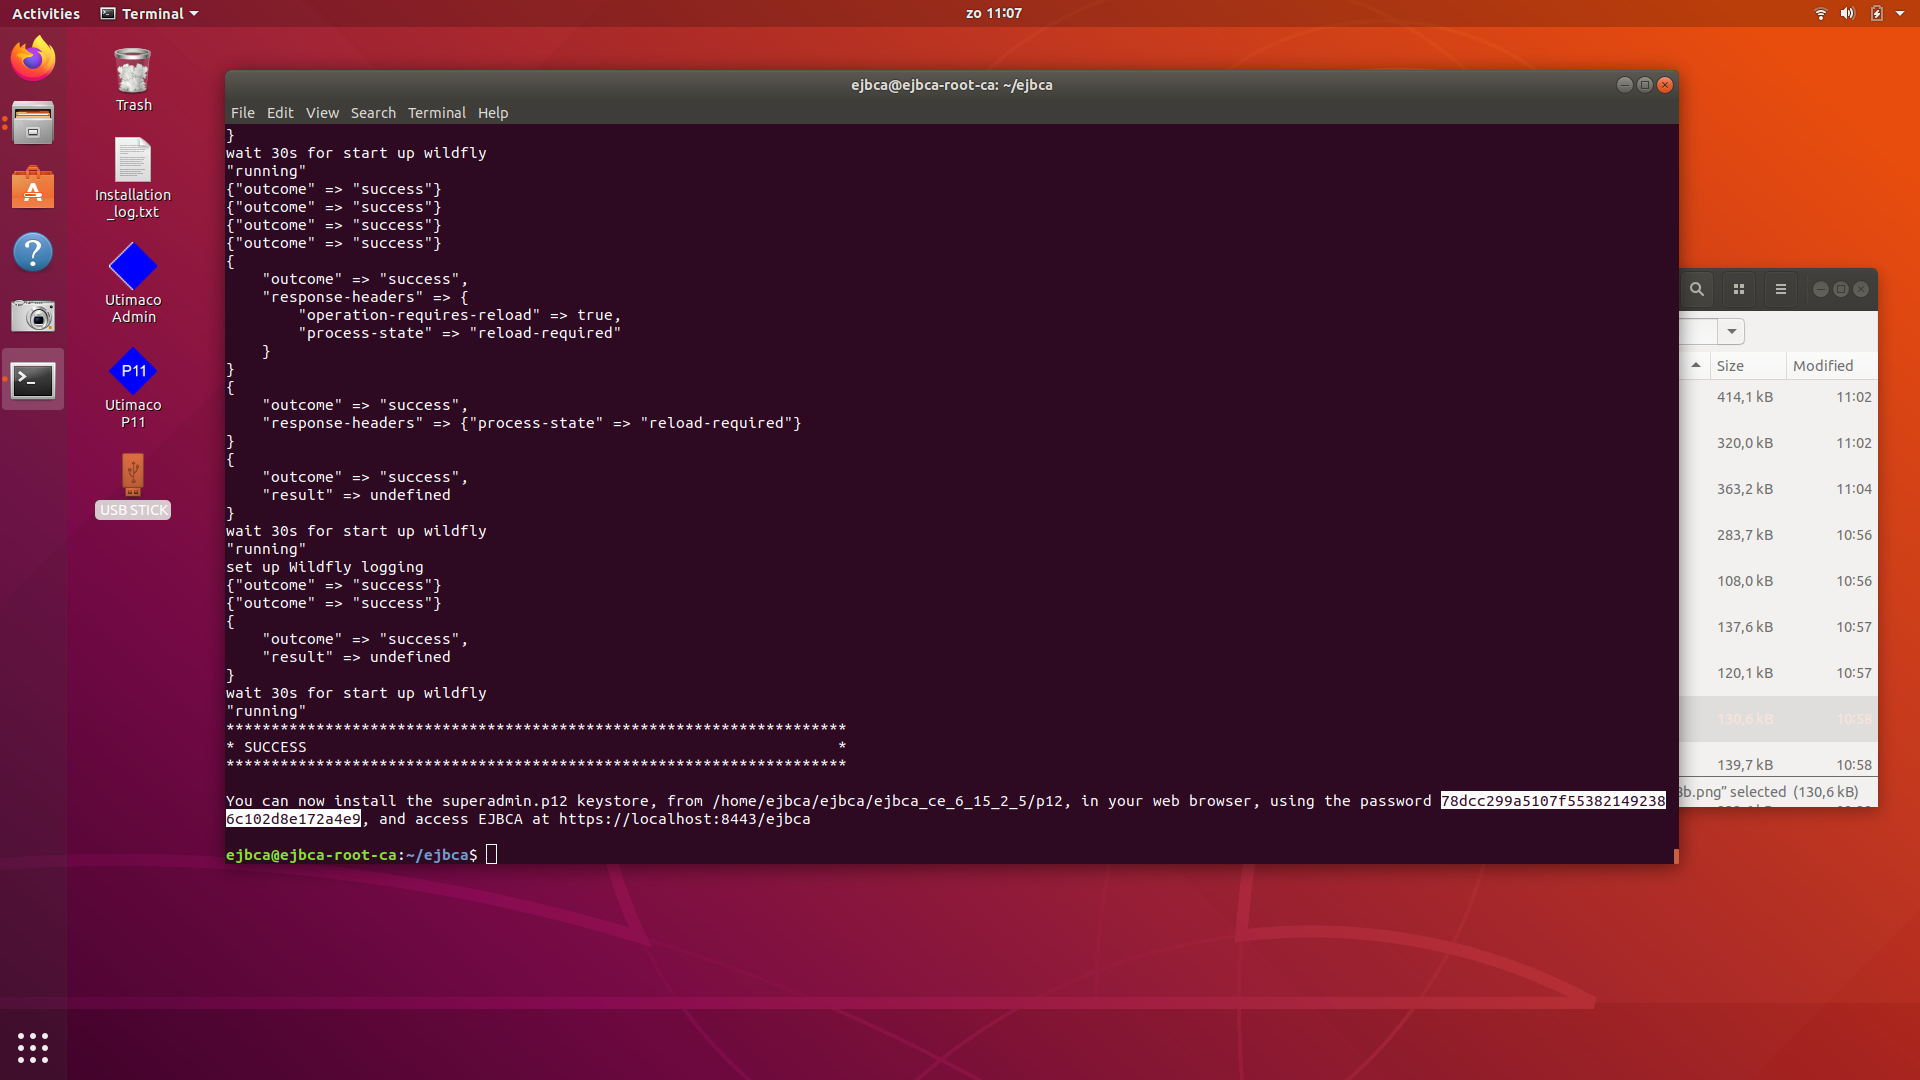 Activities
Terminal
zo 11:07
Trash
Installation
_log.txt
Utimaco
Admin
P11
Utimaco
P11
USB STICK
ejbca@ejbca-root-ca: ~/ejbca
File Edit View Search Terminal Help
}
wait 30s for start up wildfly
"running"
{"outcome" => "success"}
{"outcome" => "success"}
{"outcome" => "success"}
{"outcome" => "success"}
{
    "outcome" => "success",
    "response-headers" => {
        "operation-requires-reload" => true,
        "process-state" => "reload-required"
    }
}
{
    "outcome" => "success",
    "response-headers" => {"process-state" => "reload-required"}
}
{
    "outcome" => "success",
    "result" => undefined
}
wait 30s for start up wildfly
"running"
set up Wildfly logging
{"outcome" => "success"}
{"outcome" => "success"}
{
    "outcome" => "success",
    "result" => undefined
}
wait 30s for start up wildfly
"running"
*********************************************************************
* SUCCESS                                                           *
*********************************************************************
You can now install the superadmin.p12 keystore, from /home/ejbca/ejbca/ejbca_ce_6_15_2_5/p12, in your web browser, using the password 78dcc299a5107f55382149238
6c102d8e172a4e9, and access EJBCA at https://localhost:8443/ejbca
ejbca@ejbca-root-ca:~/ejbca$
Size Modified
414,1 kB 11:02
320,0 kB 11:02
363,2 kB 11:04
283,7 kB 10:56
108,0 kB 10:56
137,6 kB 10:57
120,1 kB 10:57
130,6 kB 10:58
139,7 kB 10:58
b.png" selected (130,6 kB)